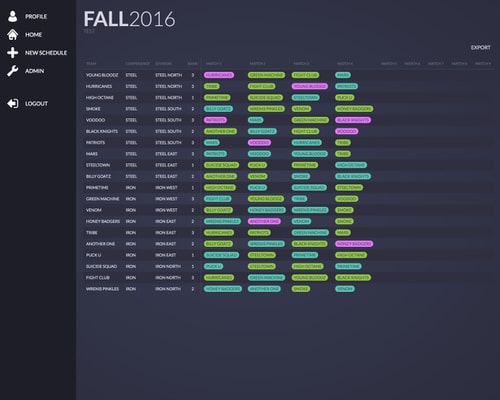 PROFILE
HOME
NEW SCHEDULE
ADMIN
LOGOUT
FALL2016
TEST
EXPORT
TEAM CONFERENCE DIVISION RANK MATCH 1 MATCH 2 MATCH 3 MATCH 4 MATCH 5 MATCH 6 MATCH 7 MATCH 8 MATCH 9
YOUNG BLOODZ STEEL STEEL NORTH 3 HURRICANES GREEN MACHINE FIGHT CLUB MARS
HURRICANES STEEL STEEL NORTH 3 TRIBE FIGHT CLUB YOUNG BLOODZ PATRIOTS
HIGH OCTANE STEEL STEEL NORTH 1 PRIMETIME SUICIDE SQUAD STEELTOWN PUCK U
SMOKE STEEL STEEL SOUTH 2 BILLY GOATZ WRENIS PINKLES VENOM HONEY BADGERS
VOODOO STEEL STEEL SOUTH 3 PATRIOTS MARS GREEN MACHINE BLACK KNIGHTS
BLACK KNIGHTS STEEL STEEL SOUTH 2 ANOTHER ONE BILLY GOATZ FIGHT CLUB VOODOO
PATRIOTS STEEL STEEL SOUTH 3 MARS VOODOO HURRICANES TRIBE
MARS STEEL STEEL EAST 3 PATRIOTS VOODOO YOUNG BLOODZ TRIBE
STEELTOWN STEEL STEEL EAST 1 SUICIDE SQUAD PUCK U PRIMETIME HIGH OCTANE
BILLY GOATZ STEEL STEEL EAST 2 ANOTHER ONE VENOM SMOKE BLACK KNIGHTS
PRIMETIME IRON IRON WEST 1 HIGH OCTANE PUCK U SUICIDE SQUAD STEELTOWN
GREEN MACHINE IRON IRON WEST 3 FIGHT CLUB YOUNG BLOODZ TRIBE VOODOO
VENOM IRON IRON WEST 2 BILLY GOATZ HONEY BADGERS WRENIS PINKLES SMOKE
HONEY BADGERS IRON IRON EAST 2 WRENIS PINKLES ANOTHER ONE VENOM SMOKE
TRIBE IRON IRON EAST 3 HURRICANES PATRIOTS GREEN MACHINE MARS
ANOTHER ONE IRON IRON EAST 2 BILLY GOATZ WRENIS PINKLES BLACK KNIGHTS HONEY BADGERS
PUCK U IRON IRON EAST 1 SUICIDE SQUAD STEELTOWN PRIMETIME HIGH OCTANE
SUICIDE SQUAD IRON IRON NORTH 1 PUCK U STEELTOWN HIGH OCTANE PRIMETIME
FIGHT CLUB IRON IRON NORTH 3 HURRICANES GREEN MACHINE YOUNG BLOODZ BLACK KNIGHTS
WRENIS PINKLES IRON IRON NORTH 2 HONEY BADGERS ANOTHER ONE SMOKE VENOM